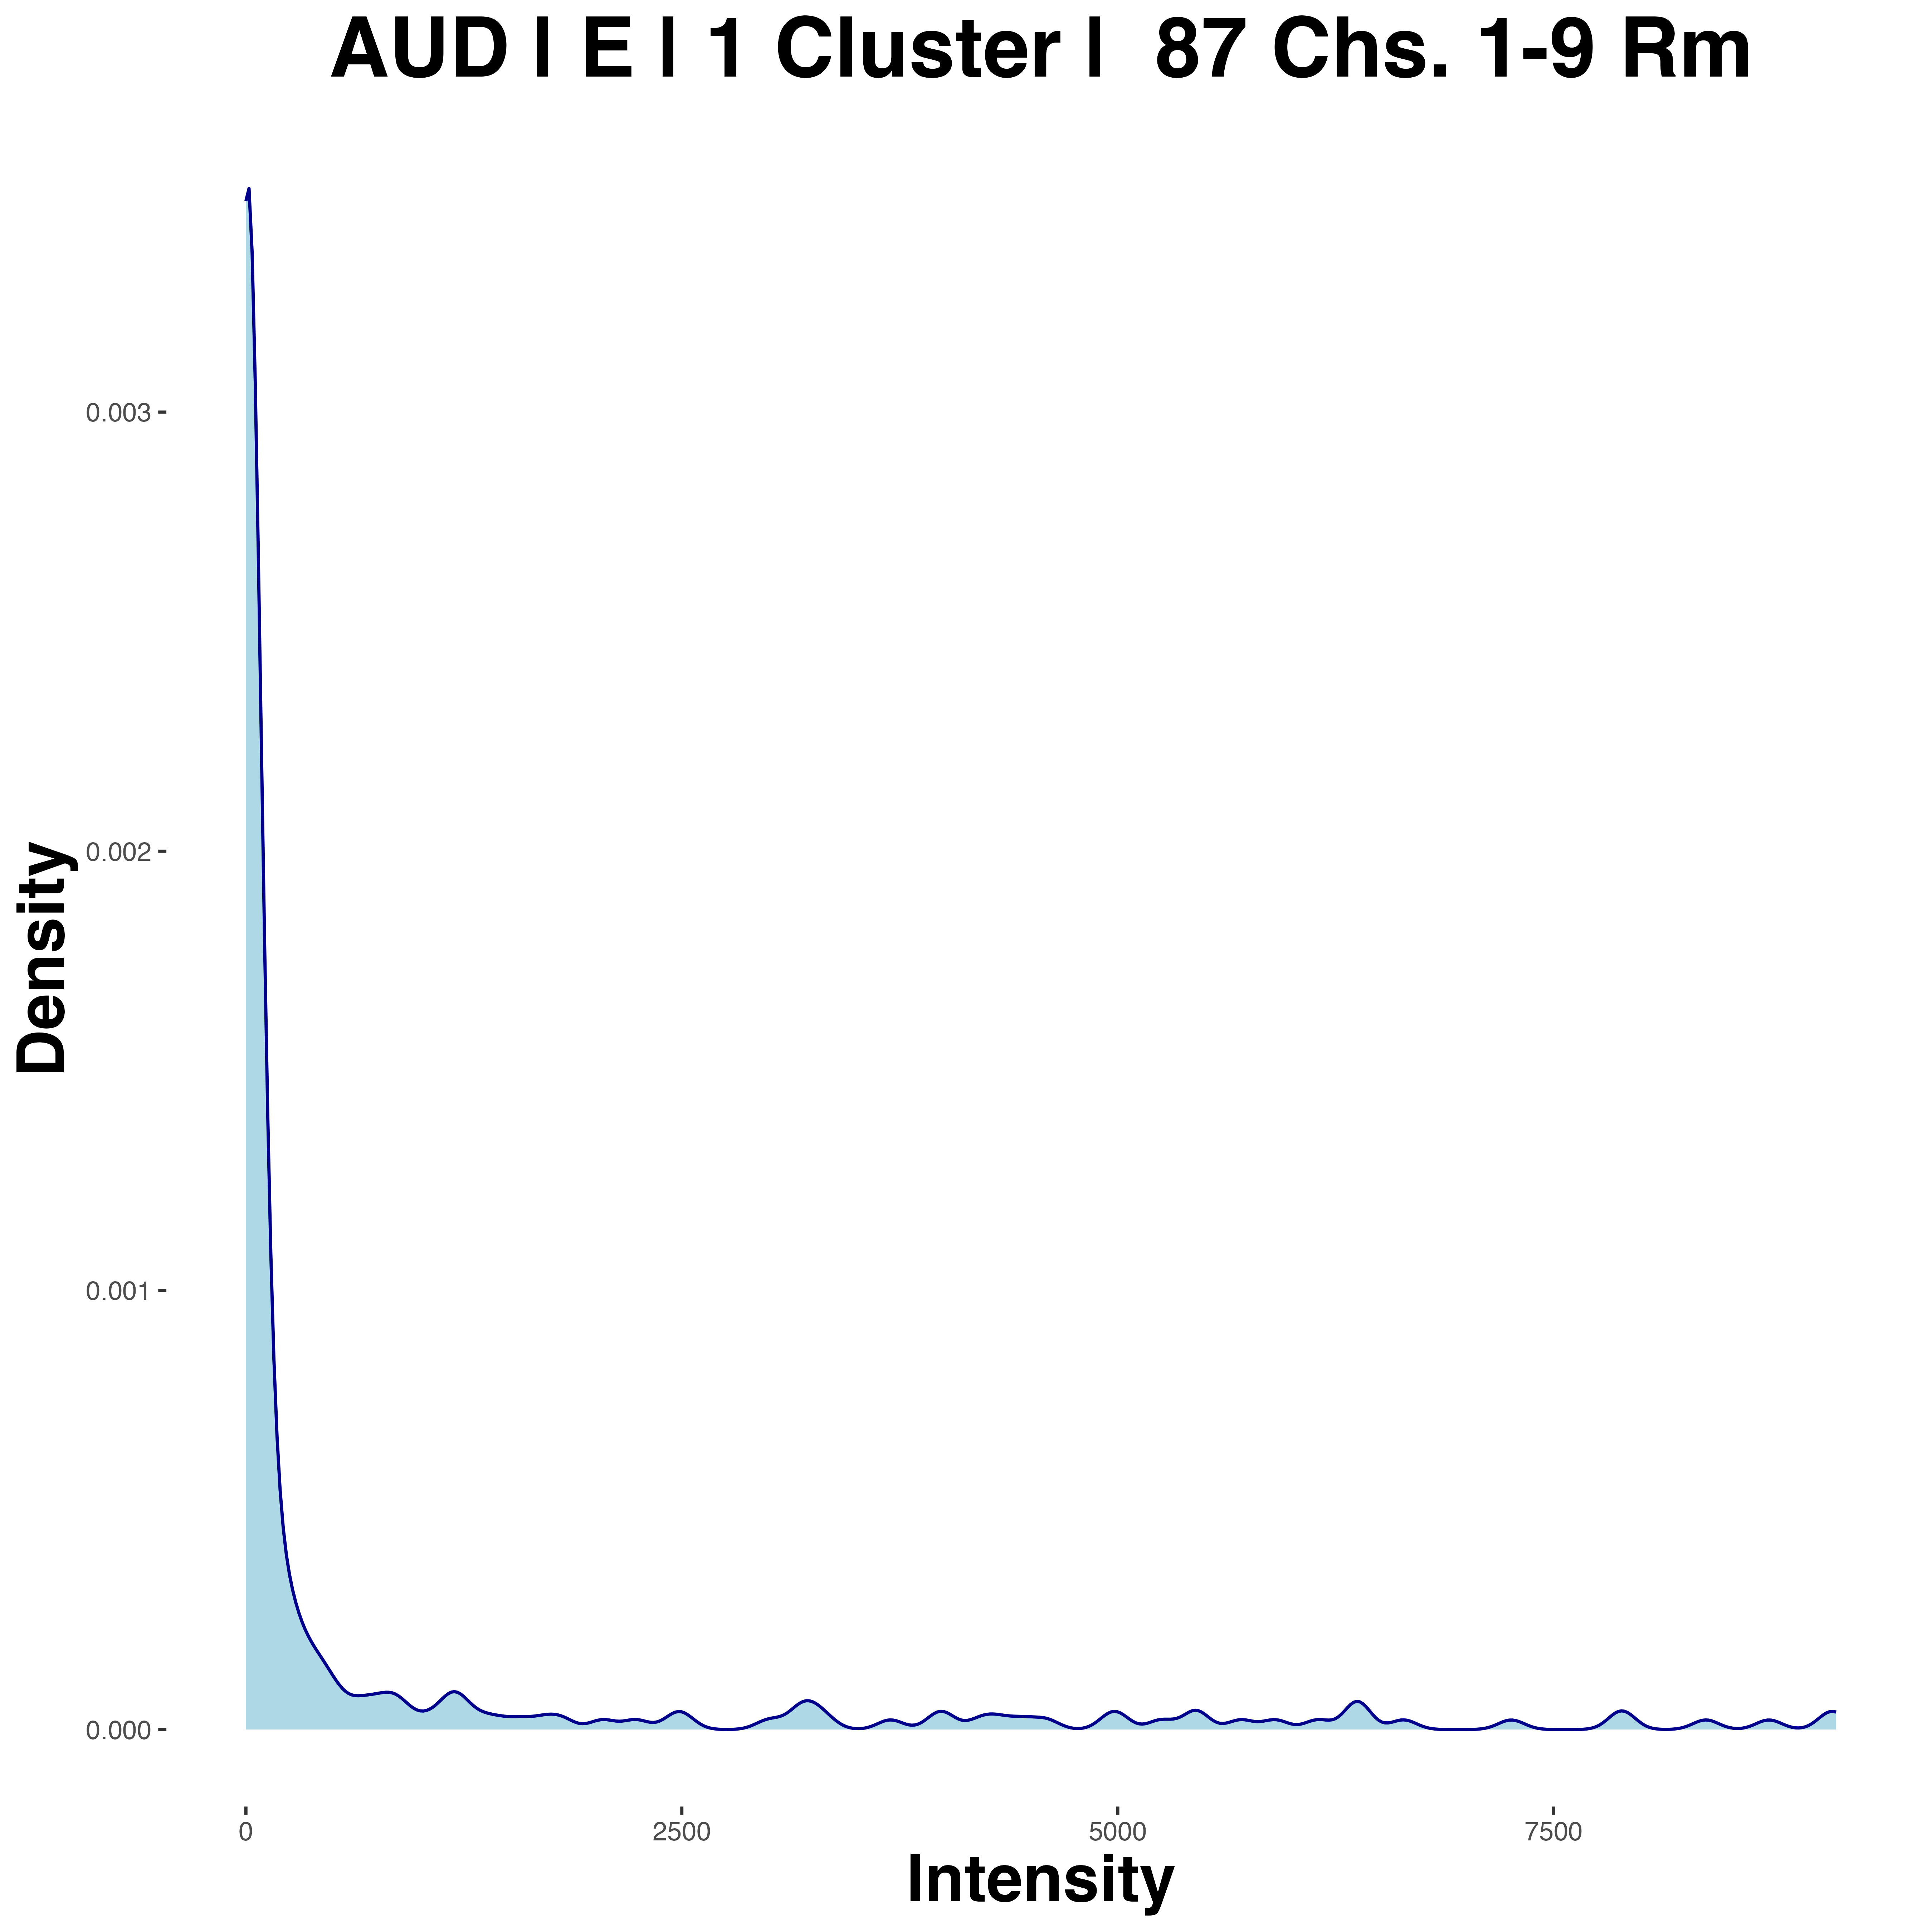 AUD | E | 1 Cluster |  87 Chs. 1-9 Rm
Density
0.003
0.002
0.001
0.000
0
2500
5000
7500
Intensity